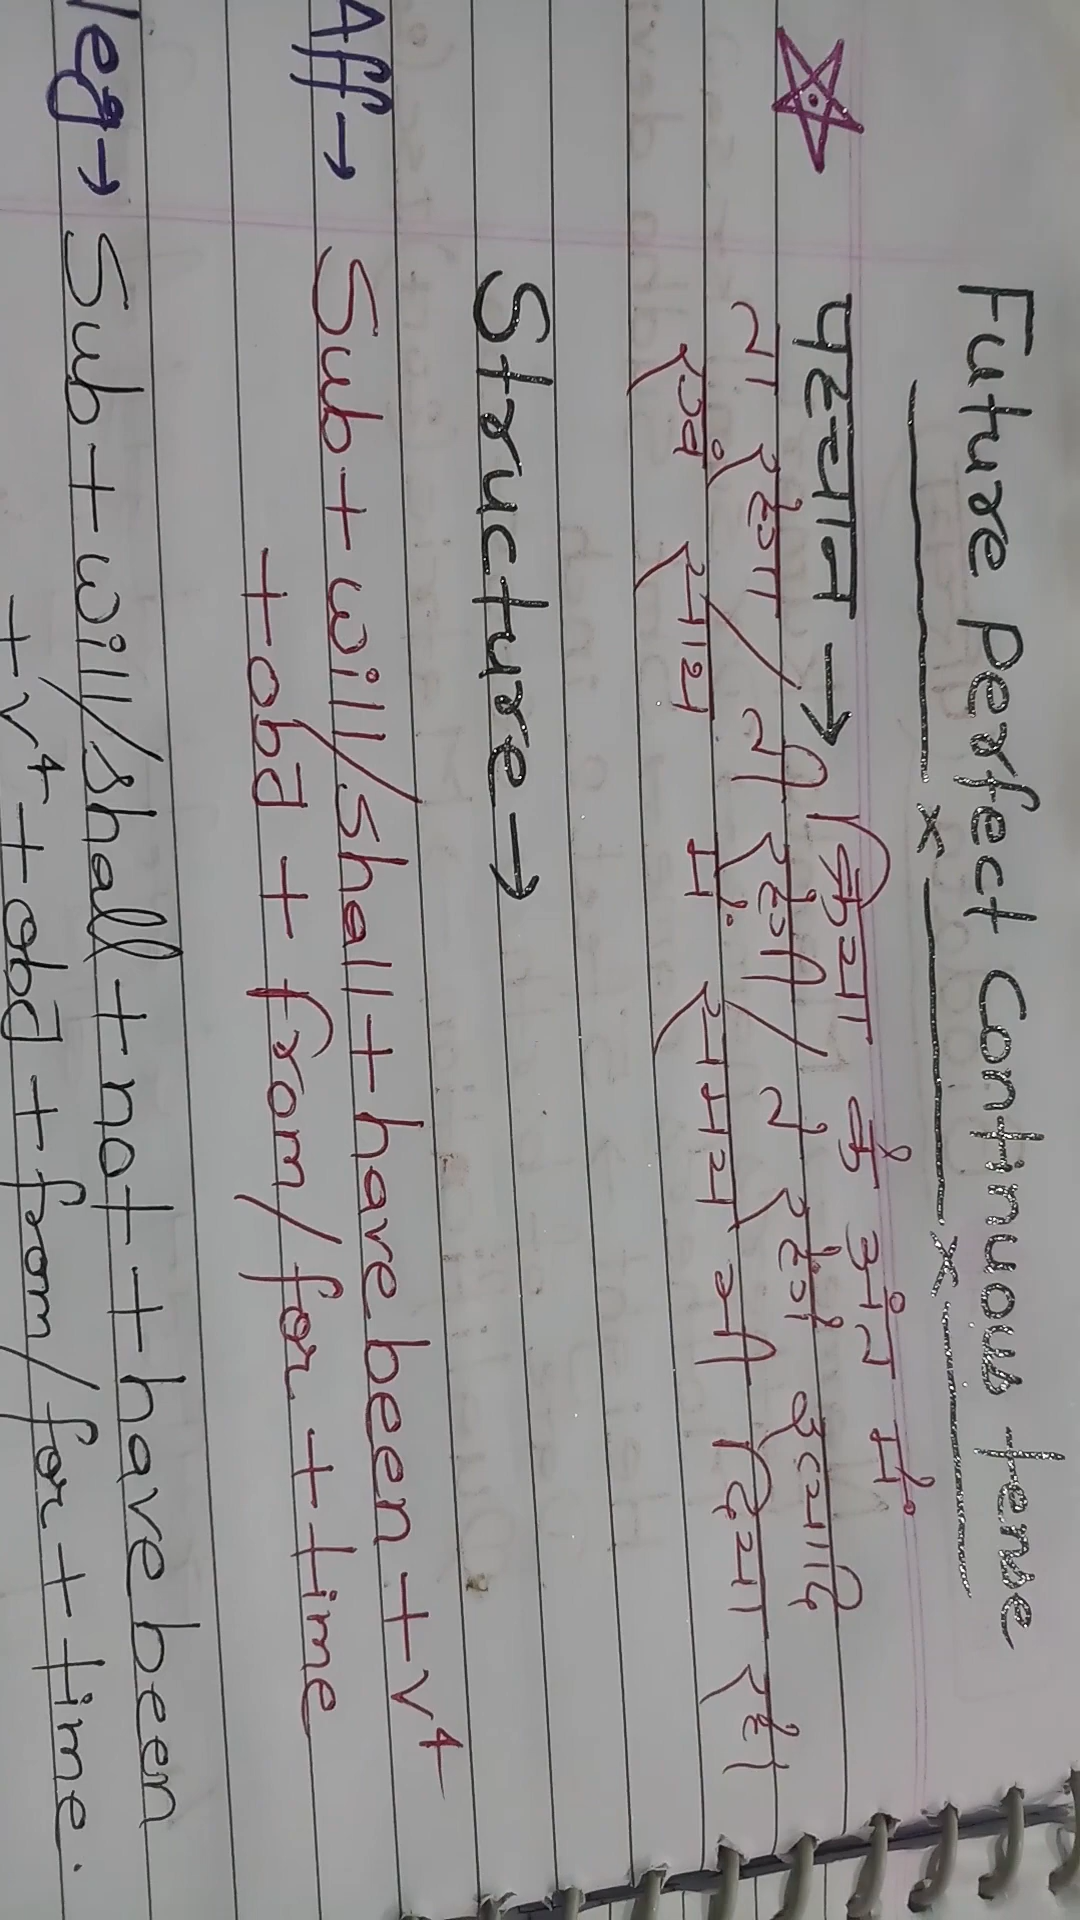 Future perfect Continuous tense
पहचान → क्रिया के अंत में
ता रहेगा / ती रहेगी / ते रहेंगे इत्यादि
एवं साथ में समय भी दिया रहे।
Structure →
Aff → Sub + will/shall + have been + v⁴
+ obj + from/for + time
Neg → Sub + will/shall + not + have been
+ v⁴ + obj + from/for + time.